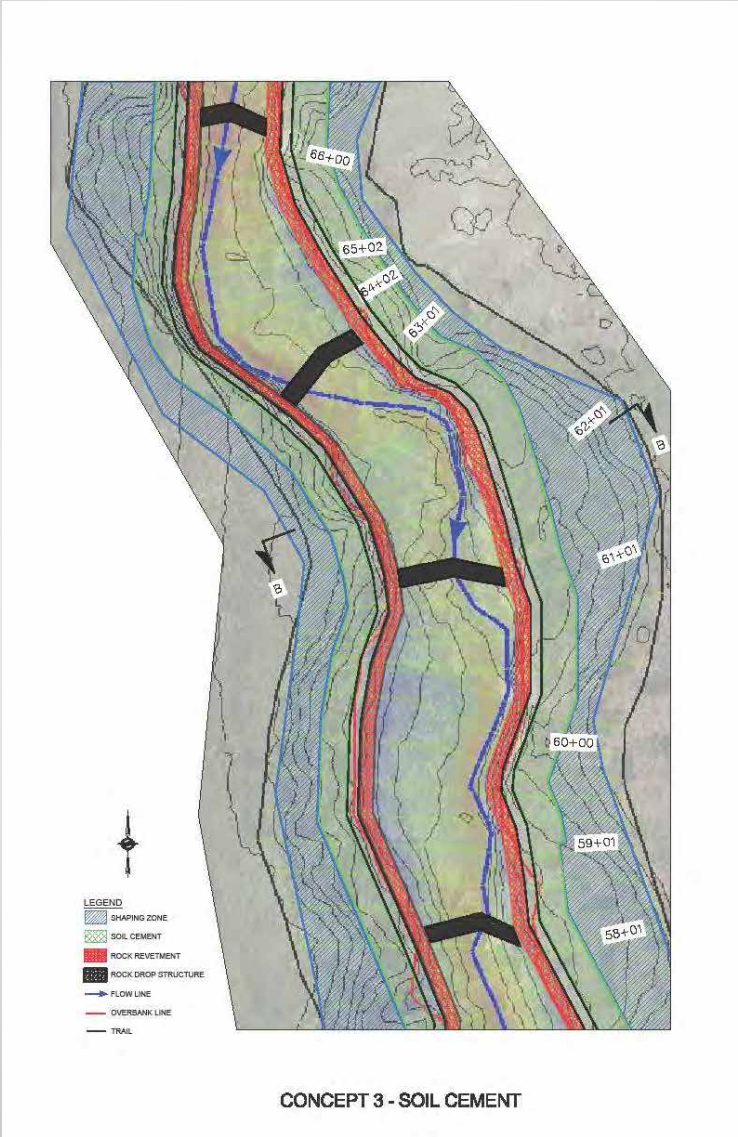 66+00
65+02
64+02
63+01
62+01
B
61+01
B
60+00
59+01
58+01
LEGEND
SHAPING ZONE
SOIL CEMENT
ROCK REVETMENT
ROCK DROP STRUCTURE
FLOW LINE
OVERBANK LINE
TRAIL
CONCEPT 3 - SOIL CEMENT